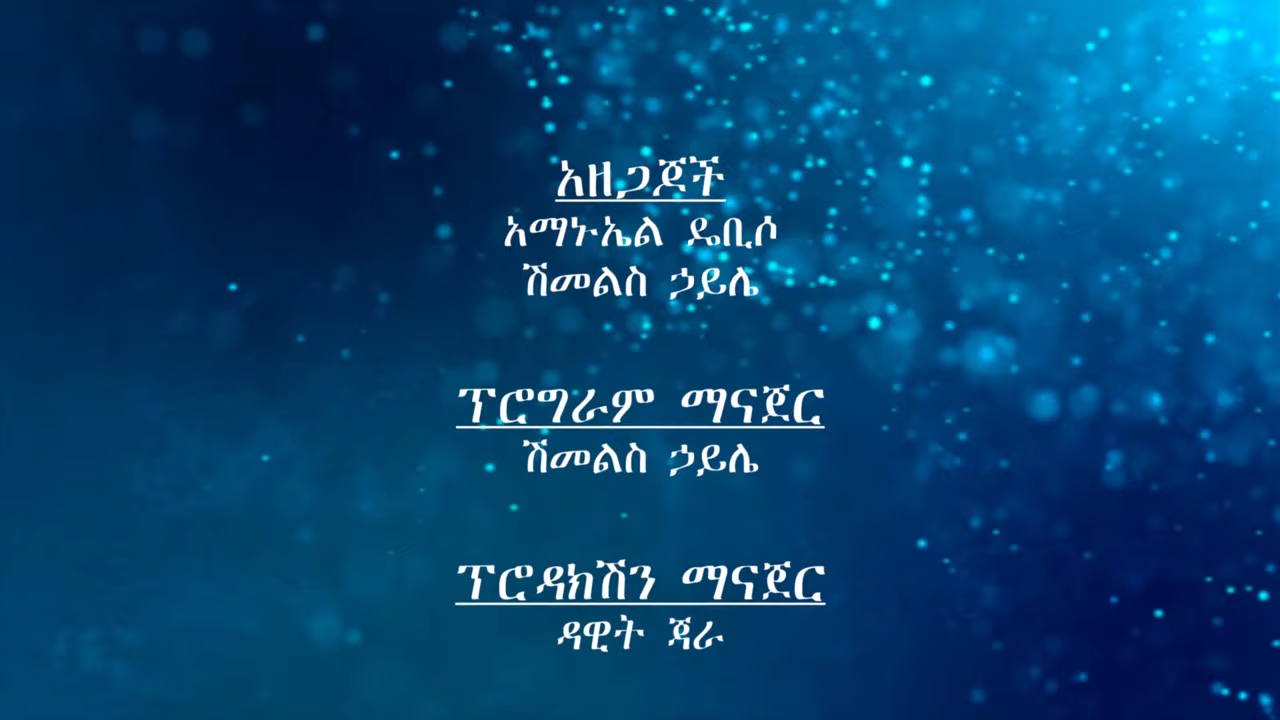 አዘጋጆች
አማኑኤል ዴቢሶ
ሽመልስ ኃይሌ
ፕሮግራም ማናጀር
ሽመልስ ኃይሌ
ፕሮዳክሽን ማናጀር
ዳዊት ጃራ